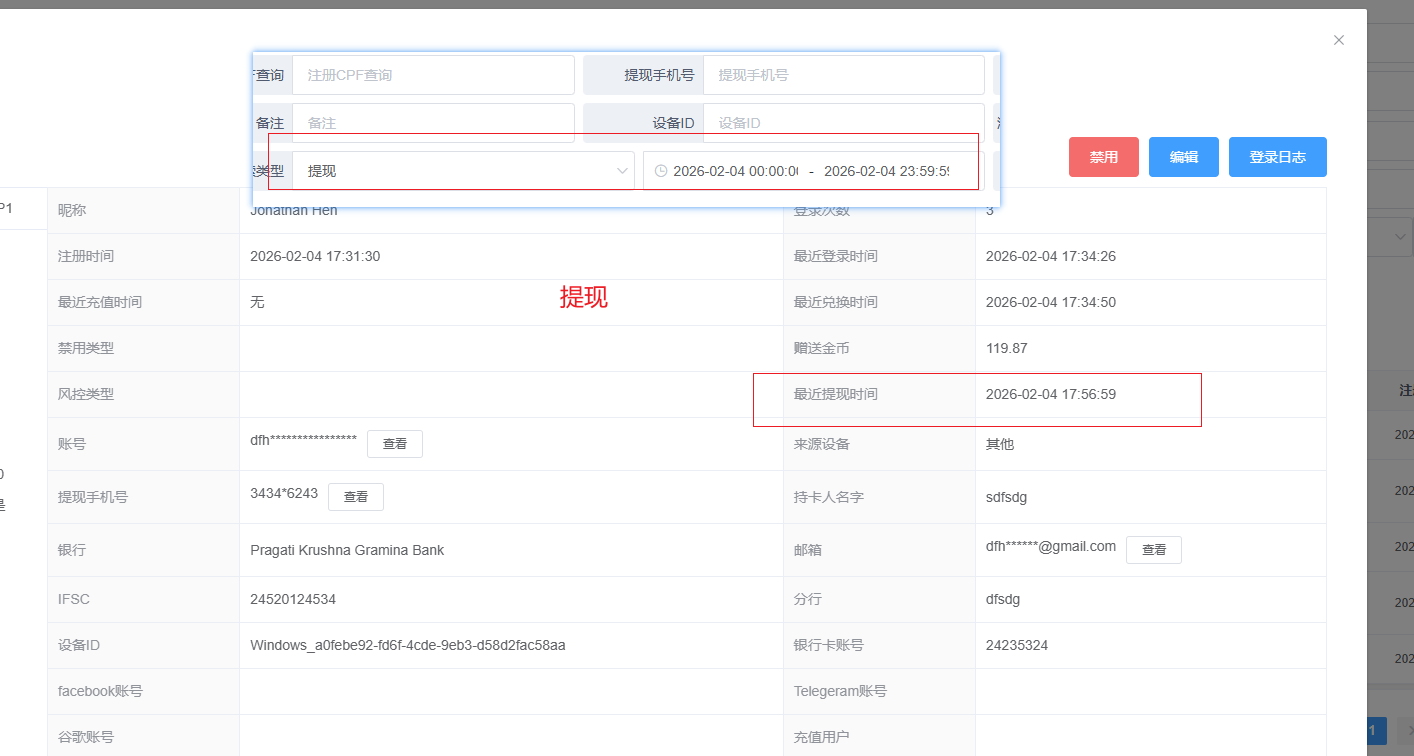 查询 注册CPF查询 提现手机号 提现手机号
备注 备注 设备ID 设备ID
类型 提现 2026-02-04 00:00:00 - 2026-02-04 23:59:59
禁用 编辑 登录日志
P1 昵称 Jonathan Hen 登录次数 3
注册时间 2026-02-04 17:31:30 最近登录时间 2026-02-04 17:34:26
最近充值时间 无 提现 最近兑换时间 2026-02-04 17:34:50
禁用类型 赠送金币 119.87
风控类型 最近提现时间 2026-02-04 17:56:59
注
账号 dfh**************** 查看 来源设备 其他
202
0
提现手机号 3434*6243 查看 持卡人名字 sdfsdg
202
是
银行 Pragati Krushna Gramina Bank 邮箱 dfh******@gmail.com 查看
202
IFSC 24520124534 分行 dfsdg
202
设备ID Windows_a0febe92-fd6f-4cde-9eb3-d58d2fac58aa 银行卡账号 24235324
202
facebook账号 Telegeram账号
谷歌账号 充值用户
1